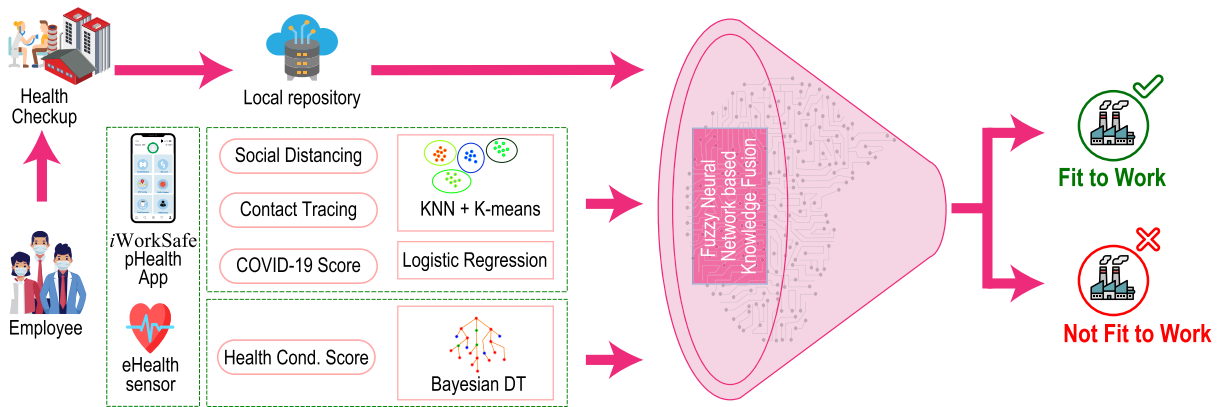 Health
Checkup
Employee
Local repository
iWorkSafe
pHealth
App
eHealth
sensor
Social Distancing
Contact Tracing
COVID-19 Score
KNN + K-means
Logistic Regression
Health Cond. Score
Bayesian DT
Fuzzy Neural
Network based
Knowledge Fusion
Fit to Work
Not Fit to Work